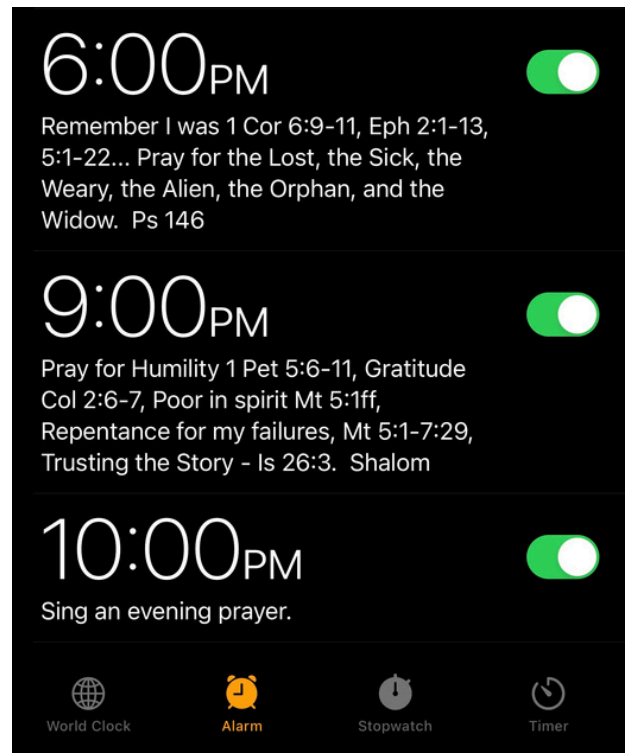 6:00PM
Remember I was 1 Cor 6:9-11, Eph 2:1-13,
5:1-22... Pray for the Lost, the Sick, the
Weary, the Alien, the Orphan, and the
Widow.  Ps 146
9:00PM
Pray for Humility 1 Pet 5:6-11, Gratitude
Col 2:6-7, Poor in spirit Mt 5:1ff,
Repentance for my failures, Mt 5:1-7:29,
Trusting the Story - Is 26:3.  Shalom
10:00PM
Sing an evening prayer.
World Clock Alarm Stopwatch Timer